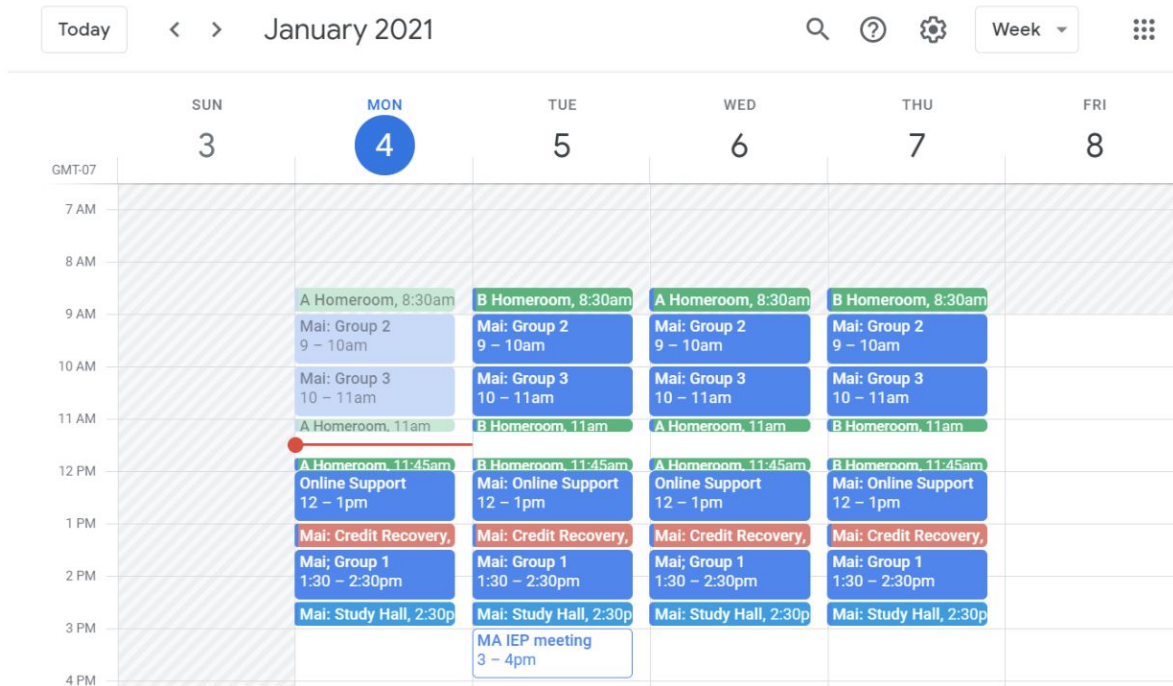 Today
January 2021
Week
SUN MON TUE WED THU FRI
3 4 5 6 7 8
GMT-07
7 AM
8 AM
A Homeroom, 8:30am B Homeroom, 8:30am A Homeroom, 8:30am B Homeroom, 8:30am
9 AM
Mai: Group 2 Mai: Group 2 Mai: Group 2 Mai: Group 2
9 – 10am 9 – 10am 9 – 10am 9 – 10am
10 AM
Mai: Group 3 Mai: Group 3 Mai: Group 3 Mai: Group 3
10 – 11am 10 – 11am 10 – 11am 10 – 11am
11 AM
A Homeroom, 11am B Homeroom, 11am A Homeroom, 11am B Homeroom, 11am
A Homeroom, 11:45am B Homeroom, 11:45am A Homeroom, 11:45am B Homeroom, 11:45am
12 PM
Online Support Mai: Online Support Online Support Mai: Online Support
12 – 1pm 12 – 1pm 12 – 1pm 12 – 1pm
1 PM
Mai: Credit Recovery, Mai: Credit Recovery, Mai: Credit Recovery, Mai: Credit Recovery,
Mai; Group 1 Mai: Group 1 Mai; Group 1 Mai: Group 1
1:30 – 2:30pm 1:30 – 2:30pm 1:30 – 2:30pm 1:30 – 2:30pm
2 PM
Mai: Study Hall, 2:30p Mai: Study Hall, 2:30p Mai: Study Hall, 2:30p Mai: Study Hall, 2:30p
3 PM
MA IEP meeting
3 – 4pm
4 PM